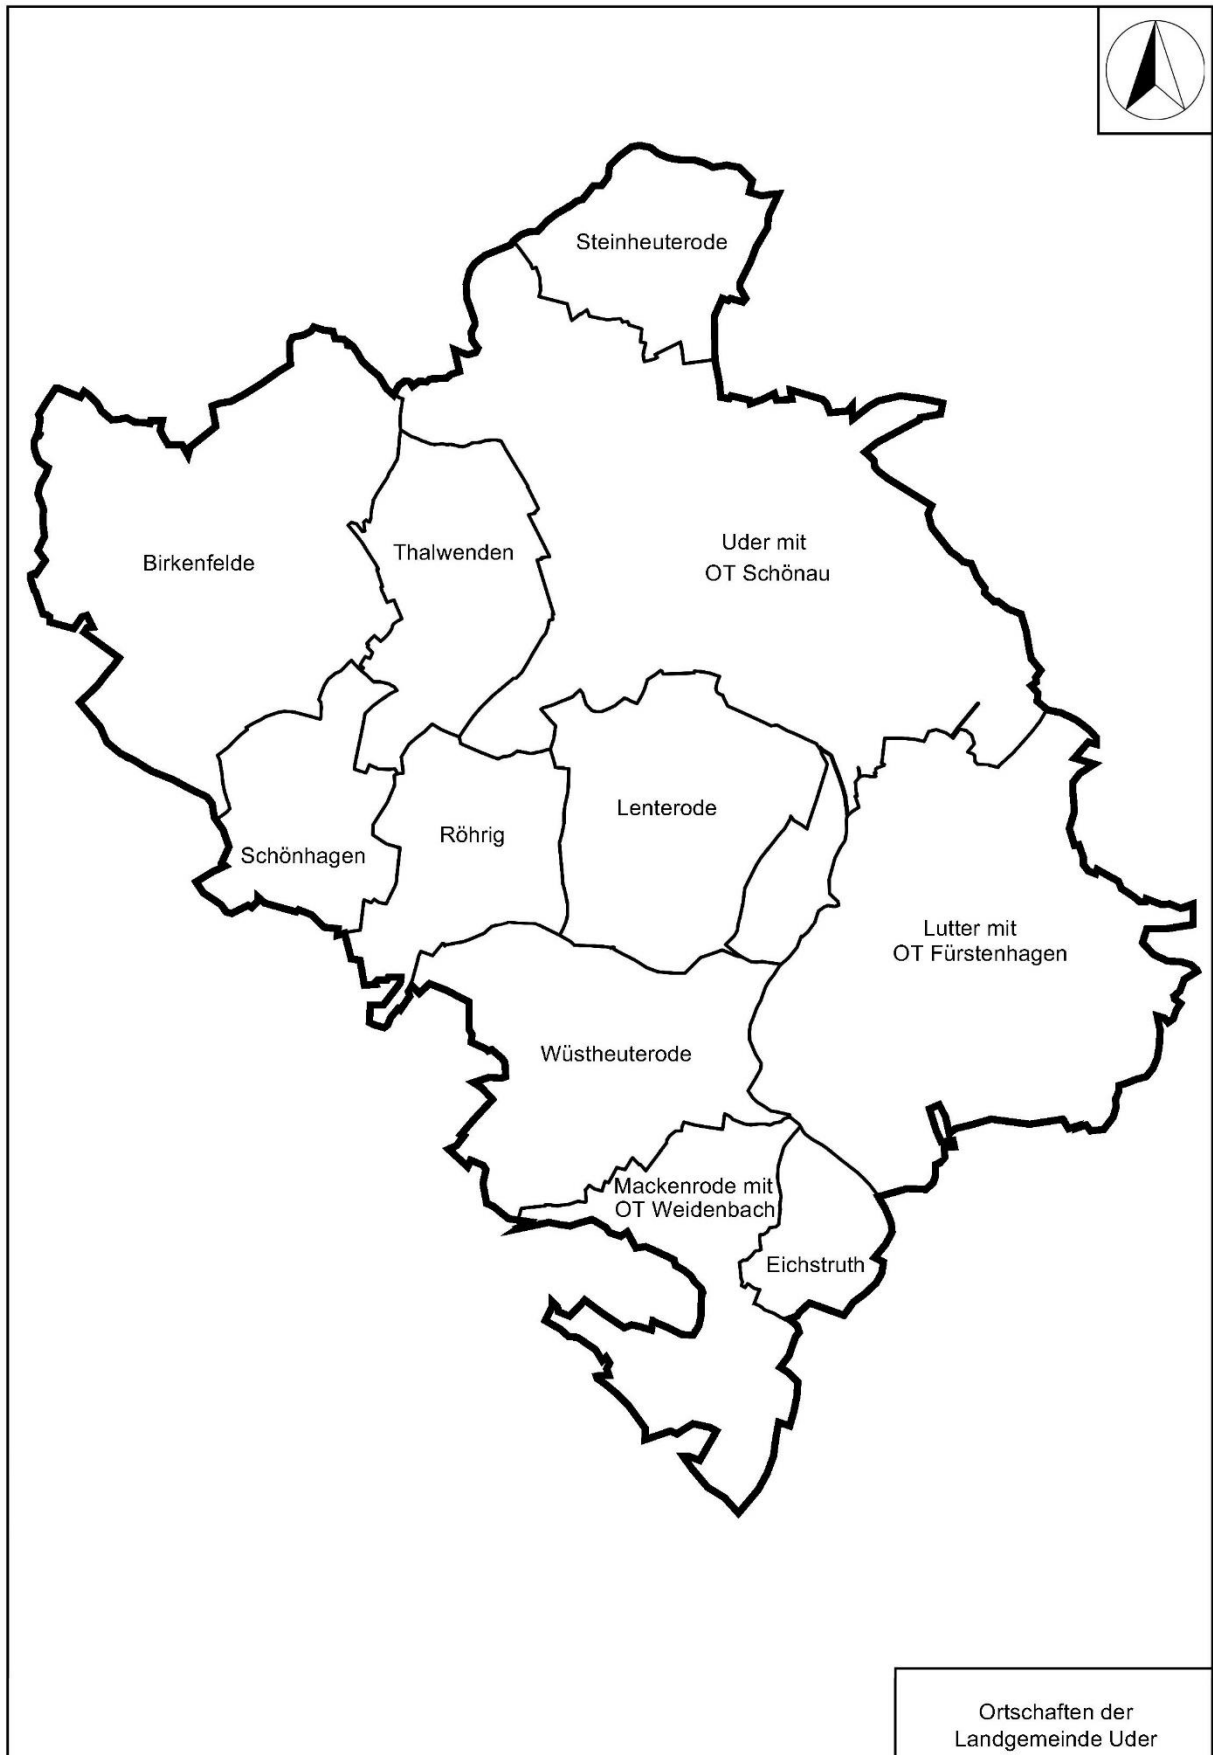 Steinheuterode
Uder mit
OT Schönau
Thalwenden
Birkenfelde
Lenterode
Röhrig
Schönhagen
Lutter mit
OT Fürstenhagen
Wüstheuterode
Mackenrode mit
OT Weidenbach
Eichstruth
Ortschaften der
Landgemeinde Uder